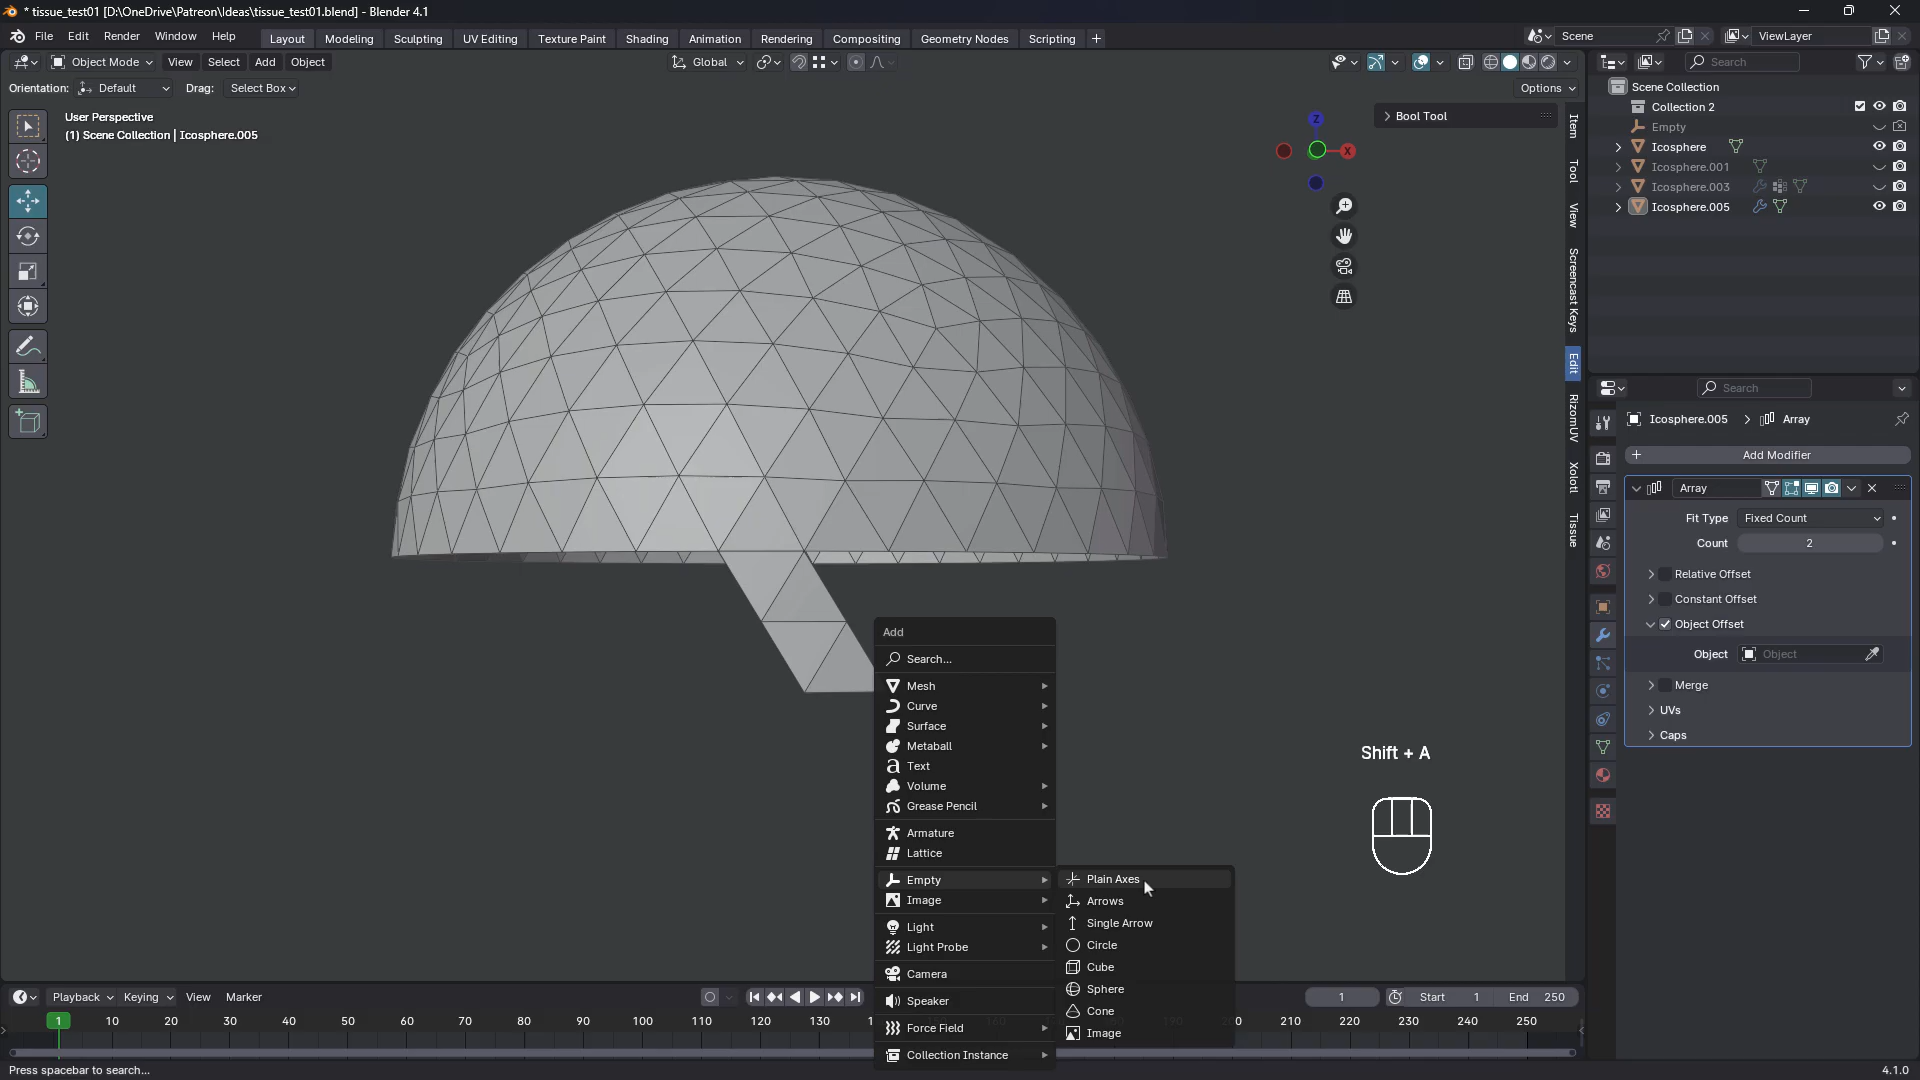 * tissue_test01 [D:\OneDrive\Patreon\Ideas\tissue_test01.blend] - Blender 4.1
File Edit Render Window Help
Layout Modeling Sculpting UV Editing Texture Paint Shading Animation Rendering Compositing Geometry Nodes Scripting +
Scene
ViewLayer
Object Mode View Select Add Object
Global
Search
Orientation: Default Drag: Select Box
Options
User Perspective
(1) Scene Collection | Icosphere.005
Z
X
Bool Tool
Item
Tool
View
Screencast Keys
Edit
RizomUV
Xolotl
Tissue
Scene Collection
Collection 2
Empty
Icosphere
Icosphere.001
Icosphere.003
Icosphere.005
Search
Icosphere.005 > Array
+ Add Modifier
Array
Fit Type Fixed Count
Count 2
Relative Offset
Constant Offset
Object Offset
Object Object
Merge
UVs
Caps
Add
Search...
Mesh
Curve
Surface
Metaball
Text
Volume
Grease Pencil
Armature
Lattice
Empty
Image
Light
Light Probe
Camera
Speaker
Force Field
Collection Instance
Plain Axes
Arrows
Single Arrow
Circle
Cube
Sphere
Cone
Image
Shift + A
Playback Keying View Marker
1 Start 1 End 250
1 10 20 30 40 50 60 70 80 90 100 110 120 130 210 220 230 240 250
Press spacebar to search...
4.1.0